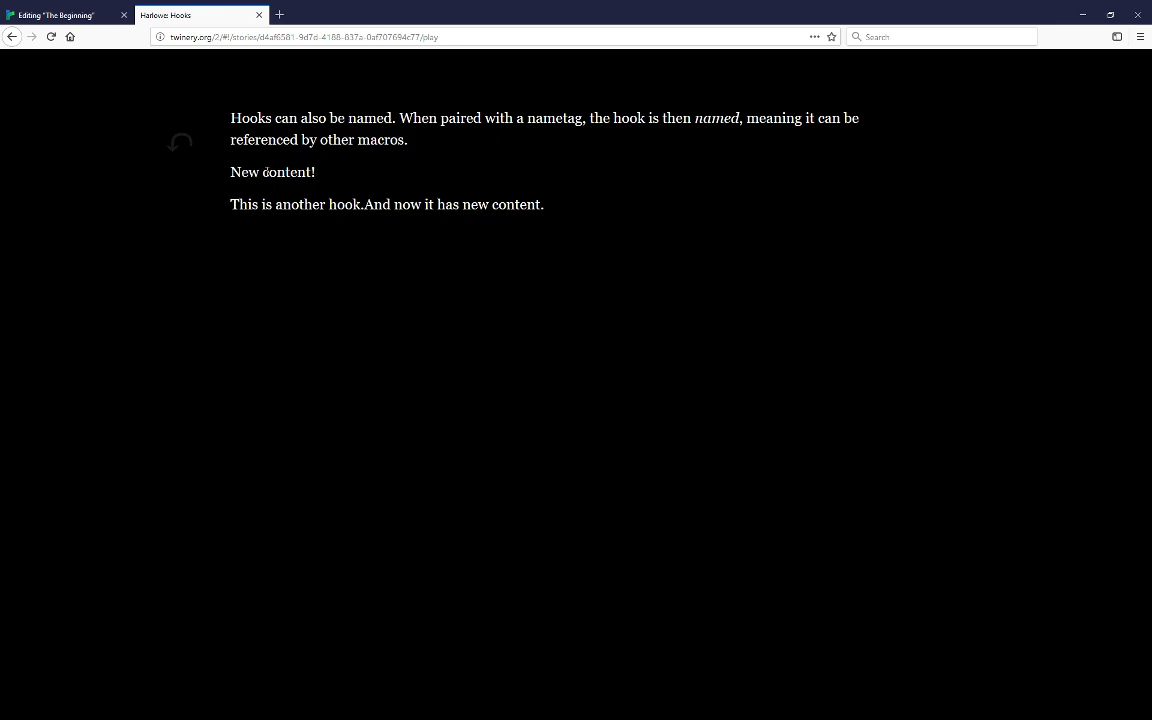 Editing "The Beginning"
Harlowe: Hooks
twinery.org/2/#!/stories/d4af6581-9d7d-4188-837a-0af707694c77/play
Search
Hooks can also be named. When paired with a nametag, the hook is then named, meaning it can be
referenced by other macros.
New content!
This is another hook.And now it has new content.